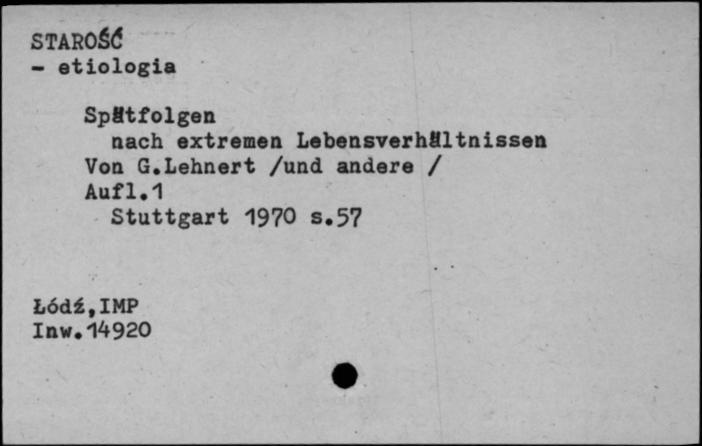 STAROŚĆ
- etiologia
Spätfolgen
nach extremen Lebensverhältnissen
Von G.Lehnert /und andere /
Aufl.1
Stuttgart 1970 s.57
Łódź,IMP
Inw.14920